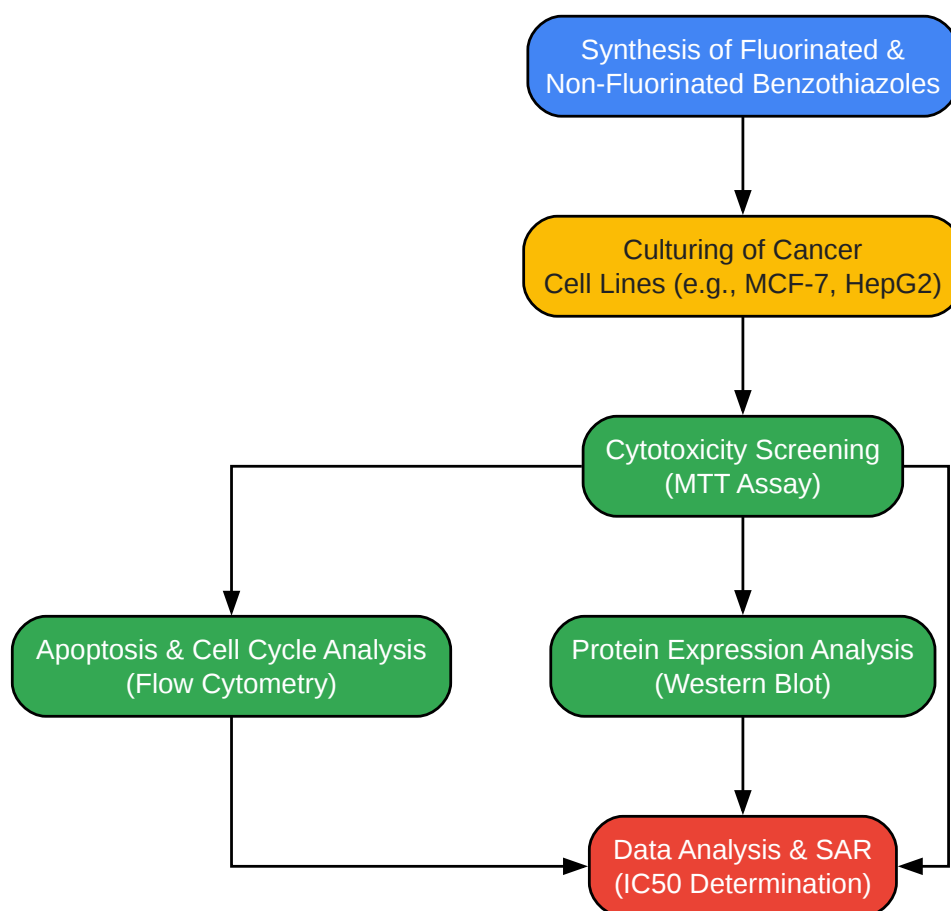 Synthesis of Fluorinated &
Non-Fluorinated Benzothiazoles
Culturing of Cancer
Cell Lines (e.g., MCF-7, HepG2)
Cytotoxicity Screening
(MTT Assay)
Apoptosis & Cell Cycle Analysis
(Flow Cytometry)
Protein Expression Analysis
(Western Blot)
Data Analysis & SAR
(IC50 Determination)